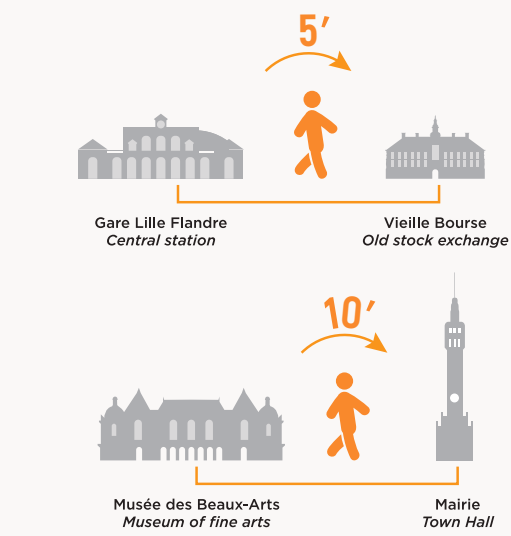 5′
Gare Lille Flandre
Central station
Vieille Bourse
Old stock exchange
10′
Musée des Beaux-Arts
Museum of fine arts
Mairie
Town Hall